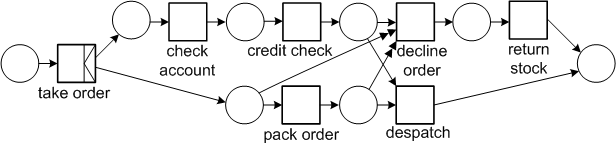 take order
check
account
credit check
decline
order
return
stock
pack order
despatch